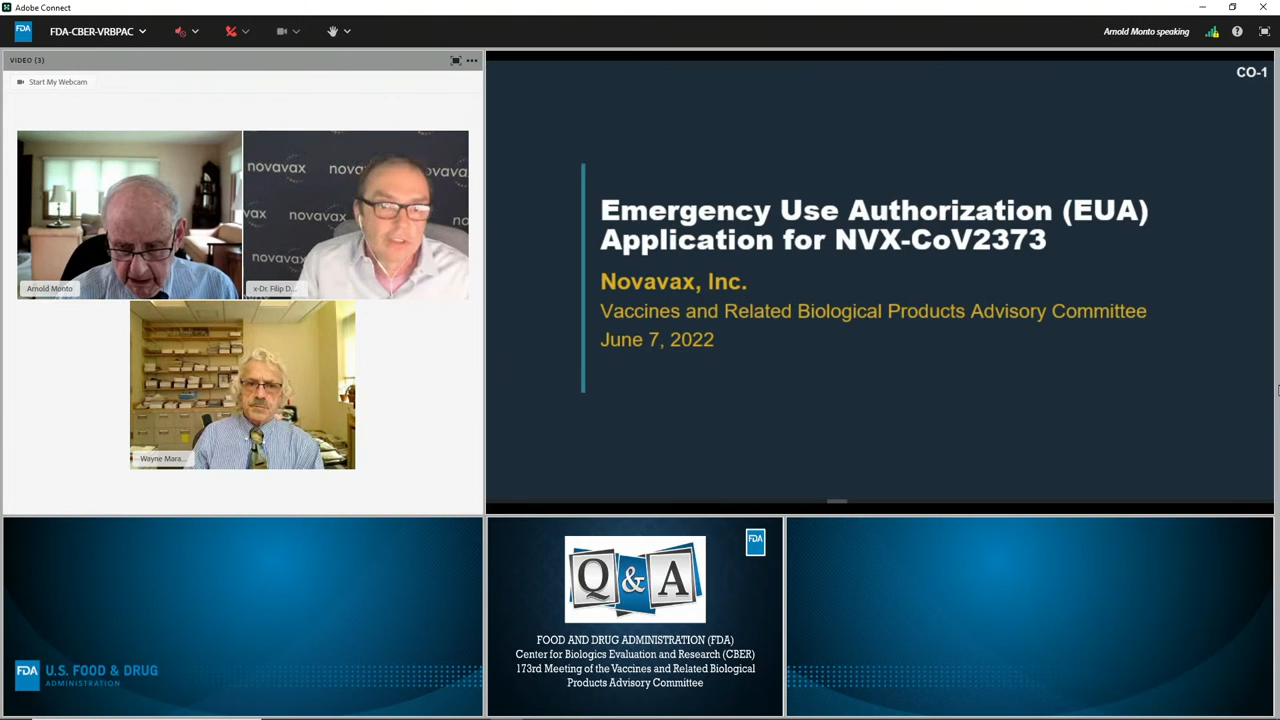 Adobe Connect
FDA
FDA-CBER-VRBPAC
Arnold Monto speaking
VIDEO (3)
Start My Webcam
novavax
novavax
Arnold Monto
x-Dr. Filip D...
Wayne Mara...
CO-1
Emergency Use Authorization (EUA)
Application for NVX-CoV2373
Novavax, Inc.
Vaccines and Related Biological Products Advisory Committee
June 7, 2022
FDA
U.S. FOOD & DRUG
ADMINISTRATION
FDA
Q & A
FOOD AND DRUG ADMINISTRATION (FDA)
Center for Biologics Evaluation and Research (CBER)
173rd Meeting of the Vaccines and Related Biological
Products Advisory Committee